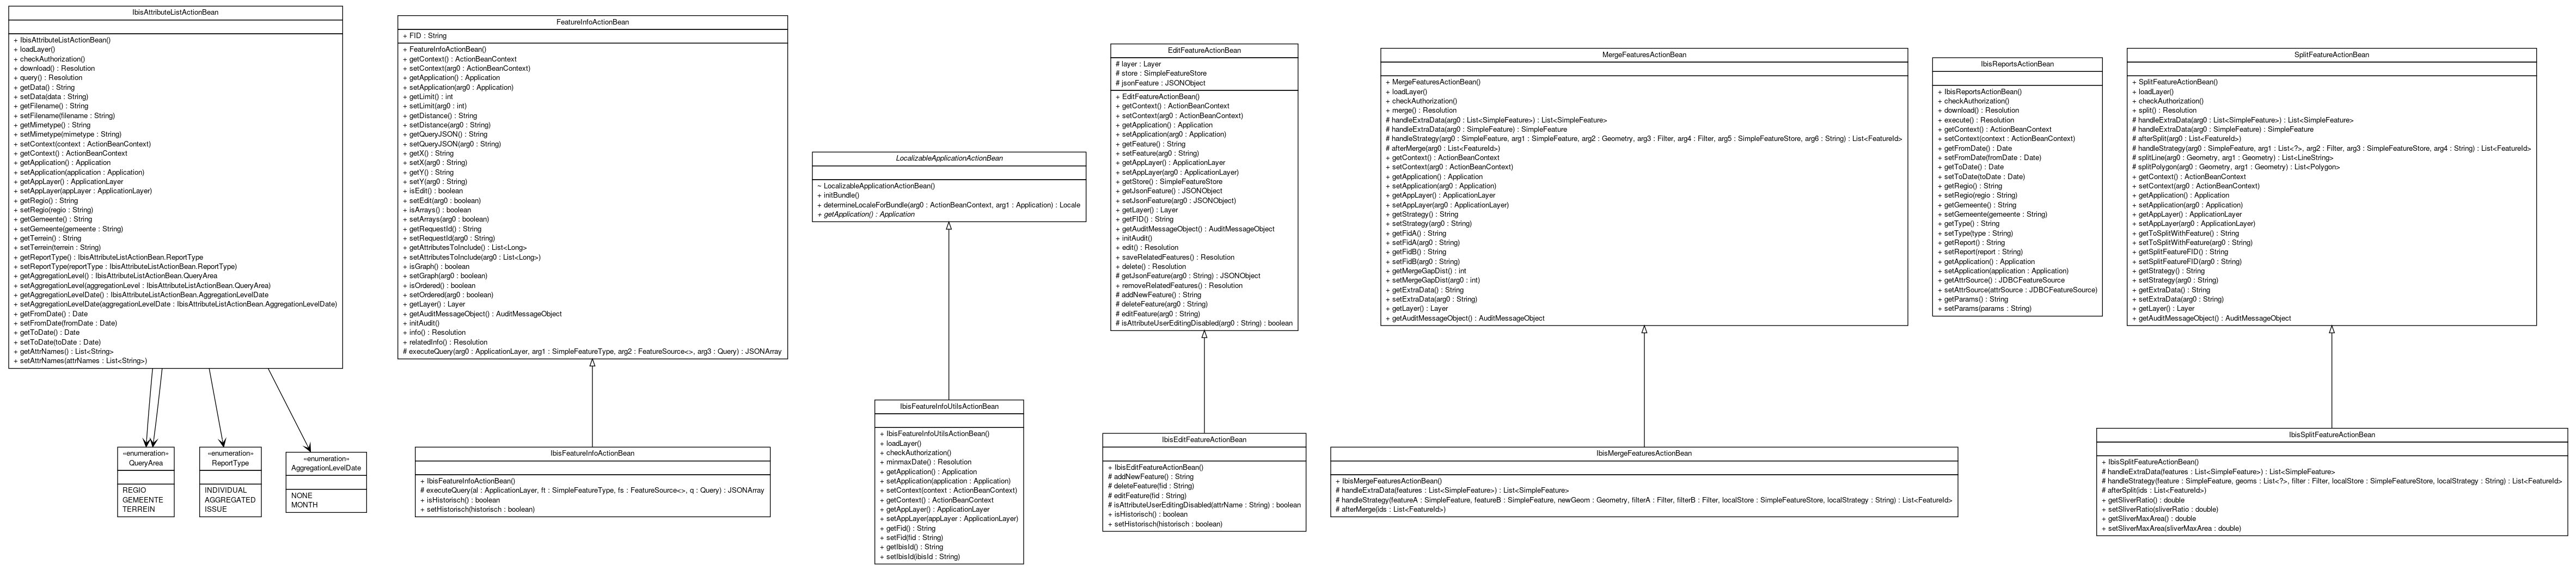 IbisAttributeListActionBean
+ IbisAttributeListActionBean()
+ loadLayer()
+ checkAuthorization()
+ download() : Resolution
+ query() : Resolution
+ getData() : String
+ setData(data : String)
+ getFilename() : String
+ setFilename(filename : String)
+ getMimetype() : String
+ setMimetype(mimetype : String)
+ setContext(context : ActionBeanContext)
+ getContext() : ActionBeanContext
+ getApplication() : Application
+ setApplication(application : Application)
+ getAppLayer() : ApplicationLayer
+ setAppLayer(appLayer : ApplicationLayer)
+ getRegio() : String
+ setRegio(regio : String)
+ getGemeente() : String
+ setGemeente(gemeente : String)
+ getTerrein() : String
+ setTerrein(terrein : String)
+ getReportType() : IbisAttributeListActionBean.ReportType
+ setReportType(reportType : IbisAttributeListActionBean.ReportType)
+ getAggregationLevel() : IbisAttributeListActionBean.QueryArea
+ setAggregationLevel(aggregationLevel : IbisAttributeListActionBean.QueryArea)
+ getAggregationLevelDate() : IbisAttributeListActionBean.AggregationLevelDate
+ setAggregationLevelDate(aggregationLevelDate : IbisAttributeListActionBean.AggregationLevelDate)
+ getFromDate() : Date
+ setFromDate(fromDate : Date)
+ getToDate() : Date
+ setToDate(toDate : Date)
+ getAttrNames() : List<String>
+ setAttrNames(attrNames : List<String>)
«enumeration»
QueryArea
REGIO
GEMEENTE
TERREIN
«enumeration»
ReportType
INDIVIDUAL
AGGREGATED
ISSUE
«enumeration»
AggregationLevelDate
NONE
MONTH
FeatureInfoActionBean
+ FID : String
+ FeatureInfoActionBean()
+ getContext() : ActionBeanContext
+ setContext(arg0 : ActionBeanContext)
+ getApplication() : Application
+ setApplication(arg0 : Application)
+ getLimit() : int
+ setLimit(arg0 : int)
+ getDistance() : String
+ setDistance(arg0 : String)
+ getQueryJSON() : String
+ setQueryJSON(arg0 : String)
+ getX() : String
+ setX(arg0 : String)
+ getY() : String
+ setY(arg0 : String)
+ isEdit() : boolean
+ setEdit(arg0 : boolean)
+ isArrays() : boolean
+ setArrays(arg0 : boolean)
+ getRequestId() : String
+ setRequestId(arg0 : String)
+ getAttributesToInclude() : List<Long>
+ setAttributesToInclude(arg0 : List<Long>)
+ isGraph() : boolean
+ setGraph(arg0 : boolean)
+ isOrdered() : boolean
+ setOrdered(arg0 : boolean)
+ getLayer() : Layer
+ getAuditMessageObject() : AuditMessageObject
+ initAudit()
+ info() : Resolution
+ relatedInfo() : Resolution
# executeQuery(arg0 : ApplicationLayer, arg1 : SimpleFeatureType, arg2 : FeatureSource<>, arg3 : Query) : JSONArray
IbisFeatureInfoActionBean
+ IbisFeatureInfoActionBean()
# executeQuery(al : ApplicationLayer, ft : SimpleFeatureType, fs : FeatureSource<>, q : Query) : JSONArray
+ isHistorisch() : boolean
+ setHistorisch(historisch : boolean)
LocalizableApplicationActionBean
~ LocalizableApplicationActionBean()
+ initBundle()
+ determineLocaleForBundle(arg0 : ActionBeanContext, arg1 : Application) : Locale
+ getApplication() : Application
IbisFeatureInfoUtilsActionBean
+ IbisFeatureInfoUtilsActionBean()
+ loadLayer()
+ checkAuthorization()
+ minmaxDate() : Resolution
+ getApplication() : Application
+ setApplication(application : Application)
+ setContext(context : ActionBeanContext)
+ getContext() : ActionBeanContext
+ getAppLayer() : ApplicationLayer
+ setAppLayer(appLayer : ApplicationLayer)
+ getFid() : String
+ setFid(fid : String)
+ getIbisId() : String
+ setIbisId(ibisId : String)
EditFeatureActionBean
# layer : Layer
# store : SimpleFeatureStore
# jsonFeature : JSONObject
+ EditFeatureActionBean()
+ getContext() : ActionBeanContext
+ setContext(arg0 : ActionBeanContext)
+ getApplication() : Application
+ setApplication(arg0 : Application)
+ getFeature() : String
+ setFeature(arg0 : String)
+ getAppLayer() : ApplicationLayer
+ setAppLayer(arg0 : ApplicationLayer)
+ getStore() : SimpleFeatureStore
+ getJsonFeature() : JSONObject
+ setJsonFeature(arg0 : JSONObject)
+ getLayer() : Layer
+ getFID() : String
+ getAuditMessageObject() : AuditMessageObject
+ initAudit()
+ edit() : Resolution
+ saveRelatedFeatures() : Resolution
+ delete() : Resolution
# getJsonFeature(arg0 : String) : JSONObject
+ removeRelatedFeatures() : Resolution
# addNewFeature() : String
# deleteFeature(arg0 : String)
# editFeature(arg0 : String)
# isAttributeUserEditingDisabled(arg0 : String) : boolean
IbisEditFeatureActionBean
+ IbisEditFeatureActionBean()
# addNewFeature() : String
# deleteFeature(fid : String)
# editFeature(fid : String)
# isAttributeUserEditingDisabled(attrName : String) : boolean
+ isHistorisch() : boolean
+ setHistorisch(historisch : boolean)
MergeFeaturesActionBean
+ MergeFeaturesActionBean()
+ loadLayer()
+ checkAuthorization()
+ merge() : Resolution
# handleExtraData(arg0 : List<SimpleFeature>) : List<SimpleFeature>
# handleExtraData(arg0 : SimpleFeature) : SimpleFeature
# handleStrategy(arg0 : SimpleFeature, arg1 : SimpleFeature, arg2 : Geometry, arg3 : Filter, arg4 : Filter, arg5 : SimpleFeatureStore, arg6 : String) : List<FeatureId>
# afterMerge(arg0 : List<FeatureId>)
+ getContext() : ActionBeanContext
+ setContext(arg0 : ActionBeanContext)
+ getApplication() : Application
+ setApplication(arg0 : Application)
+ getAppLayer() : ApplicationLayer
+ setAppLayer(arg0 : ApplicationLayer)
+ getStrategy() : String
+ setStrategy(arg0 : String)
+ getFidA() : String
+ setFidA(arg0 : String)
+ getFidB() : String
+ setFidB(arg0 : String)
+ getMergeGapDist() : int
+ setMergeGapDist(arg0 : int)
+ getExtraData() : String
+ setExtraData(arg0 : String)
+ getLayer() : Layer
+ getAuditMessageObject() : AuditMessageObject
IbisMergeFeaturesActionBean
+ IbisMergeFeaturesActionBean()
# handleExtraData(features : List<SimpleFeature>) : List<SimpleFeature>
# handleStrategy(featureA : SimpleFeature, featureB : SimpleFeature, newGeom : Geometry, filterA : Filter, filterB : Filter, localStore : SimpleFeatureStore, localStrategy : String) : List<FeatureId>
# afterMerge(ids : List<FeatureId>)
IbisReportsActionBean
+ IbisReportsActionBean()
+ checkAuthorization()
+ download() : Resolution
+ execute() : Resolution
+ getContext() : ActionBeanContext
+ setContext(context : ActionBeanContext)
+ getFromDate() : Date
+ setFromDate(fromDate : Date)
+ getToDate() : Date
+ setToDate(toDate : Date)
+ getRegio() : String
+ setRegio(regio : String)
+ getGemeente() : String
+ setGemeente(gemeente : String)
+ getType() : String
+ setType(type : String)
+ getReport() : String
+ setReport(report : String)
+ getApplication() : Application
+ setApplication(application : Application)
+ getAttrSource() : JDBCFeatureSource
+ setAttrSource(attrSource : JDBCFeatureSource)
+ getParams() : String
+ setParams(params : String)
SplitFeatureActionBean
+ SplitFeatureActionBean()
+ loadLayer()
+ checkAuthorization()
+ split() : Resolution
# handleExtraData(arg0 : List<SimpleFeature>) : List<SimpleFeature>
# handleExtraData(arg0 : SimpleFeature) : SimpleFeature
# afterSplit(arg0 : List<FeatureId>)
# handleStrategy(arg0 : SimpleFeature, arg1 : List<?>, arg2 : Filter, arg3 : SimpleFeatureStore, arg4 : String) : List<FeatureId>
# splitLine(arg0 : Geometry, arg1 : Geometry) : List<LineString>
# splitPolygon(arg0 : Geometry, arg1 : Geometry) : List<Polygon>
+ getContext() : ActionBeanContext
+ setContext(arg0 : ActionBeanContext)
+ getApplication() : Application
+ setApplication(arg0 : Application)
+ getAppLayer() : ApplicationLayer
+ setAppLayer(arg0 : ApplicationLayer)
+ getToSplitWithFeature() : String
+ setToSplitWithFeature(arg0 : String)
+ getSplitFeatureFID() : String
+ setSplitFeatureFID(arg0 : String)
+ getStrategy() : String
+ setStrategy(arg0 : String)
+ getExtraData() : String
+ setExtraData(arg0 : String)
+ getLayer() : Layer
+ getAuditMessageObject() : AuditMessageObject
IbisSplitFeatureActionBean
+ IbisSplitFeatureActionBean()
# handleExtraData(features : List<SimpleFeature>) : List<SimpleFeature>
# handleStrategy(feature : SimpleFeature, geoms : List<?>, filter : Filter, localStore : SimpleFeatureStore, localStrategy : String) : List<FeatureId>
# afterSplit(ids : List<FeatureId>)
+ getSliverRatio() : double
+ setSliverRatio(sliverRatio : double)
+ getSliverMaxArea() : double
+ setSliverMaxArea(sliverMaxArea : double)